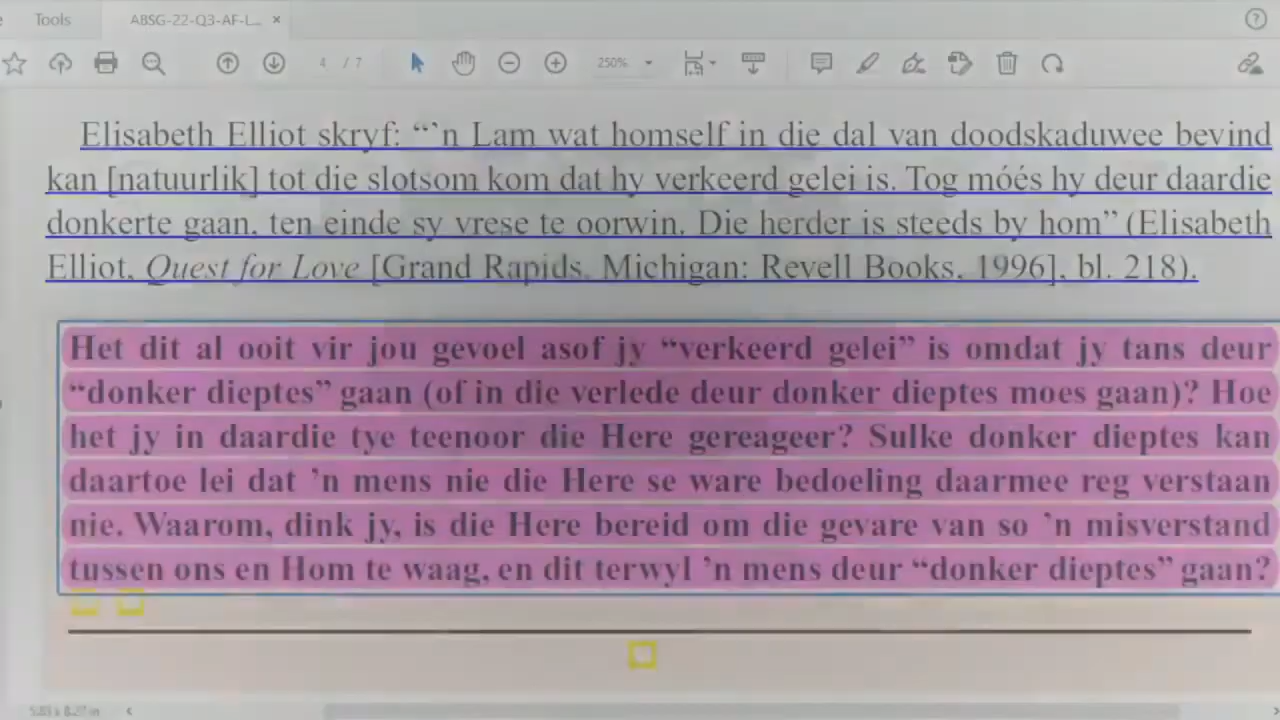 Tools
ABSG-22-Q3-AF-L...
4 / 7
250%
Elisabeth Elliot skryf: “`n Lam wat homself in die dal van doodskaduwee bevind
kan [natuurlik] tot die slotsom kom dat hy verkeerd gelei is. Tog móés hy deur daardie
donkerte gaan, ten einde sy vrese te oorwin. Die herder is steeds by hom” (Elisabeth
Elliot, Quest for Love [Grand Rapids, Michigan: Revell Books, 1996], bl. 218).
Het dit al ooit vir jou gevoel asof jy “verkeerd gelei” is omdat jy tans deur
“donker dieptes” gaan (of in die verlede deur donker dieptes moes gaan)? Hoe
het jy in daardie tye teenoor die Here gereageer? Sulke donker dieptes kan
daartoe lei dat ’n mens nie die Here se ware bedoeling daarmee reg verstaan
nie. Waarom, dink jy, is die Here bereid om die gevare van so ’n misverstand
tussen ons en Hom te waag, en dit terwyl ’n mens deur “donker dieptes” gaan?
5.83 x 8.27 in